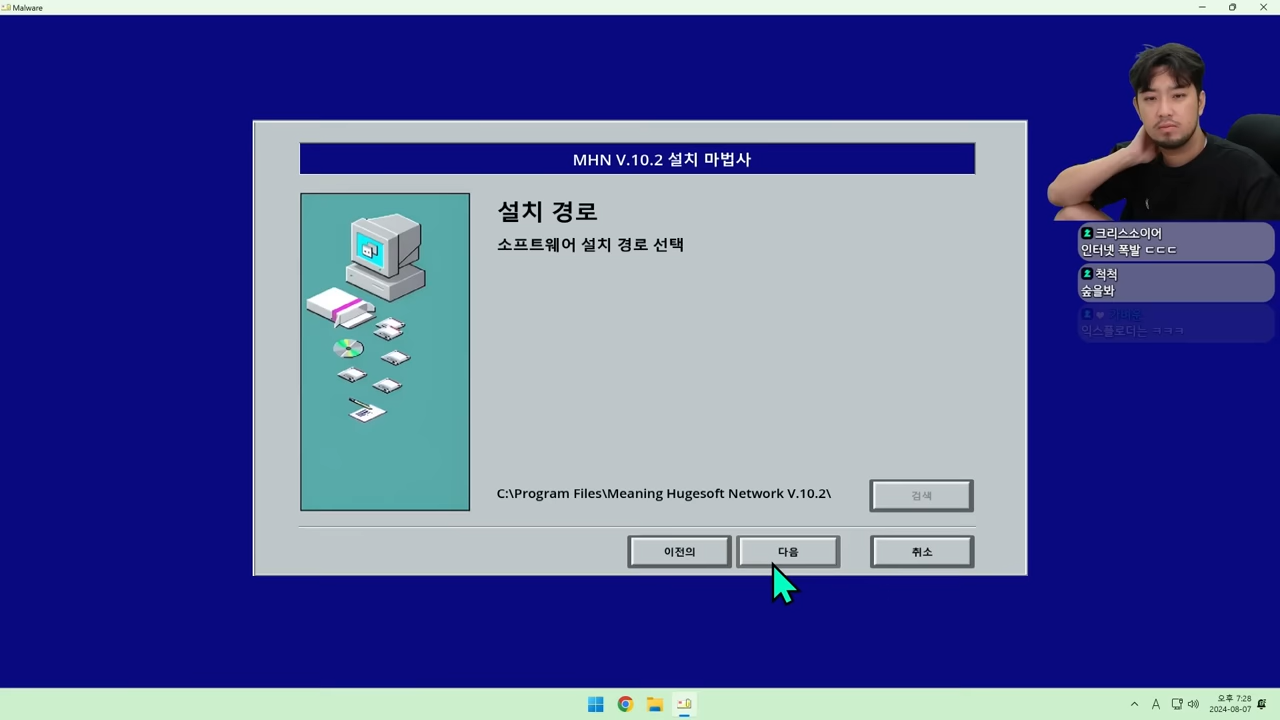 Malware
MHN V.10.2 설치 마법사
설치 경로
소프트웨어 설치 경로 선택
C:\Program Files\Meaning Hugesoft Network V.10.2\
검색
이전의
다음
취소
크리스소이어
인터넷 폭발 ㄷㄷㄷ
척척
숲을봐
익스플로더는 ㅋㅋㅋ
A
오후 7:28
2024-08-07